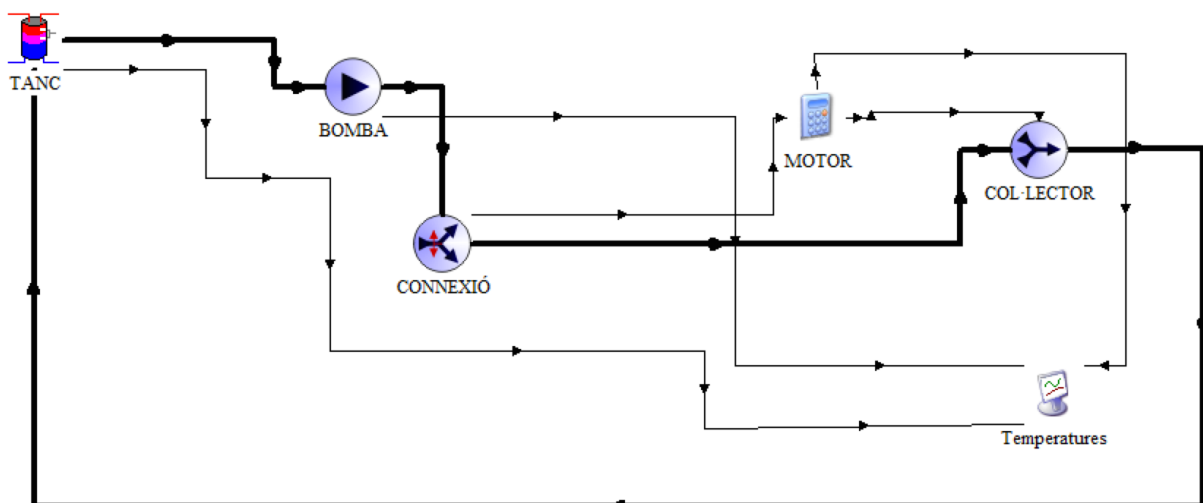 TANC
BOMBA
MOTOR
COL·LECTOR
CONNEXIÓ
Temperatures